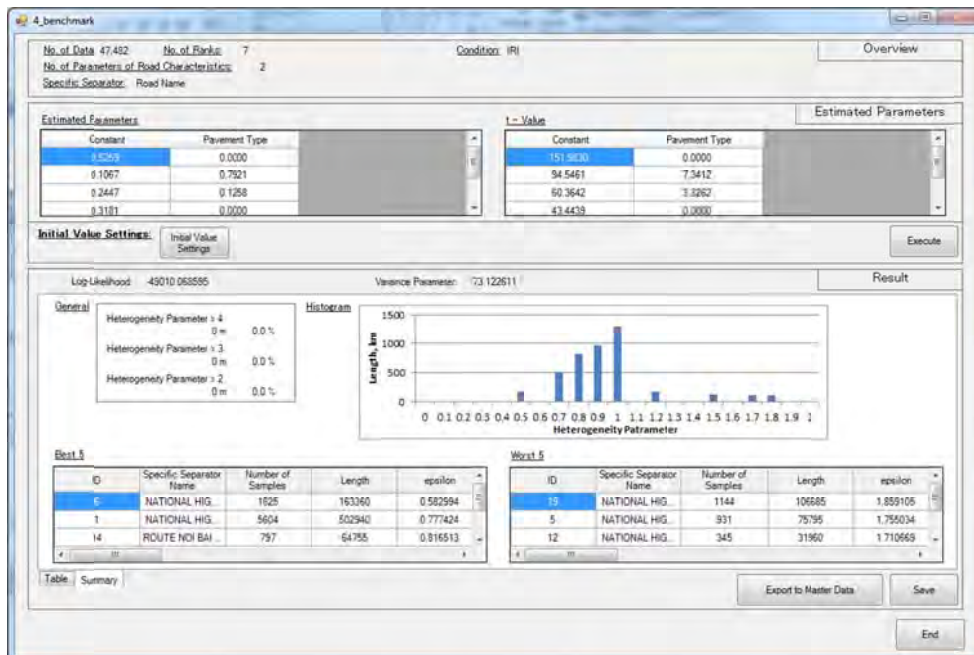 4_benchmark
Overview
No. of Data 47,482 No. of Ranks: 7 Condition: IRI
No. of Parameters of Road Characteristics: 2
Specific Separator: Road Name
Estimated Parameters
Estimated Parameters
Constant Pavement Type
0.5269 0.0000
0.1067 0.7921
0.2447 0.1258
0.3181 0.0000
t - Value
Constant Pavement Type
151.9830 0.0000
94.5461 7.3412
60.3642 3.8262
43.4439 0.0000
Initial Value Settings: Initial Value Settings
Execute
Result
Log-Likelihood: 49010.068595 Variance Parameter: 73.122611
General
Heterogeneity Parameter > 4
0 m 0.0 %
Heterogeneity Parameter > 3
0 m 0.0 %
Heterogeneity Parameter > 2
0 m 0.0 %
Histogram
Length, km
1500
1000
500
0
0 0.1 0.2 0.3 0.4 0.5 0.6 0.7 0.8 0.9 1 1.2 1.3 1.4 1.5 1.6 1.7 1.8 1.9
Heterogeneity Patrameter
Best 5
ID Specific Separator Name Number of Samples Length epsilon
6 NATIONAL HIG... 1625 163360 0.582994
1 NATIONAL HIG... 5604 502940 0.777424
14 ROUTE NOI BAI ... 797 64755 0.816513
Worst 5
ID Specific Separator Name Number of Samples Length epsilon
19 NATIONAL HIG... 1144 106685 1.859105
5 NATIONAL HIG... 931 75795 1.755034
12 NATIONAL HIG... 345 31960 1.710669
Table Summary
Export to Master Data
Save
End